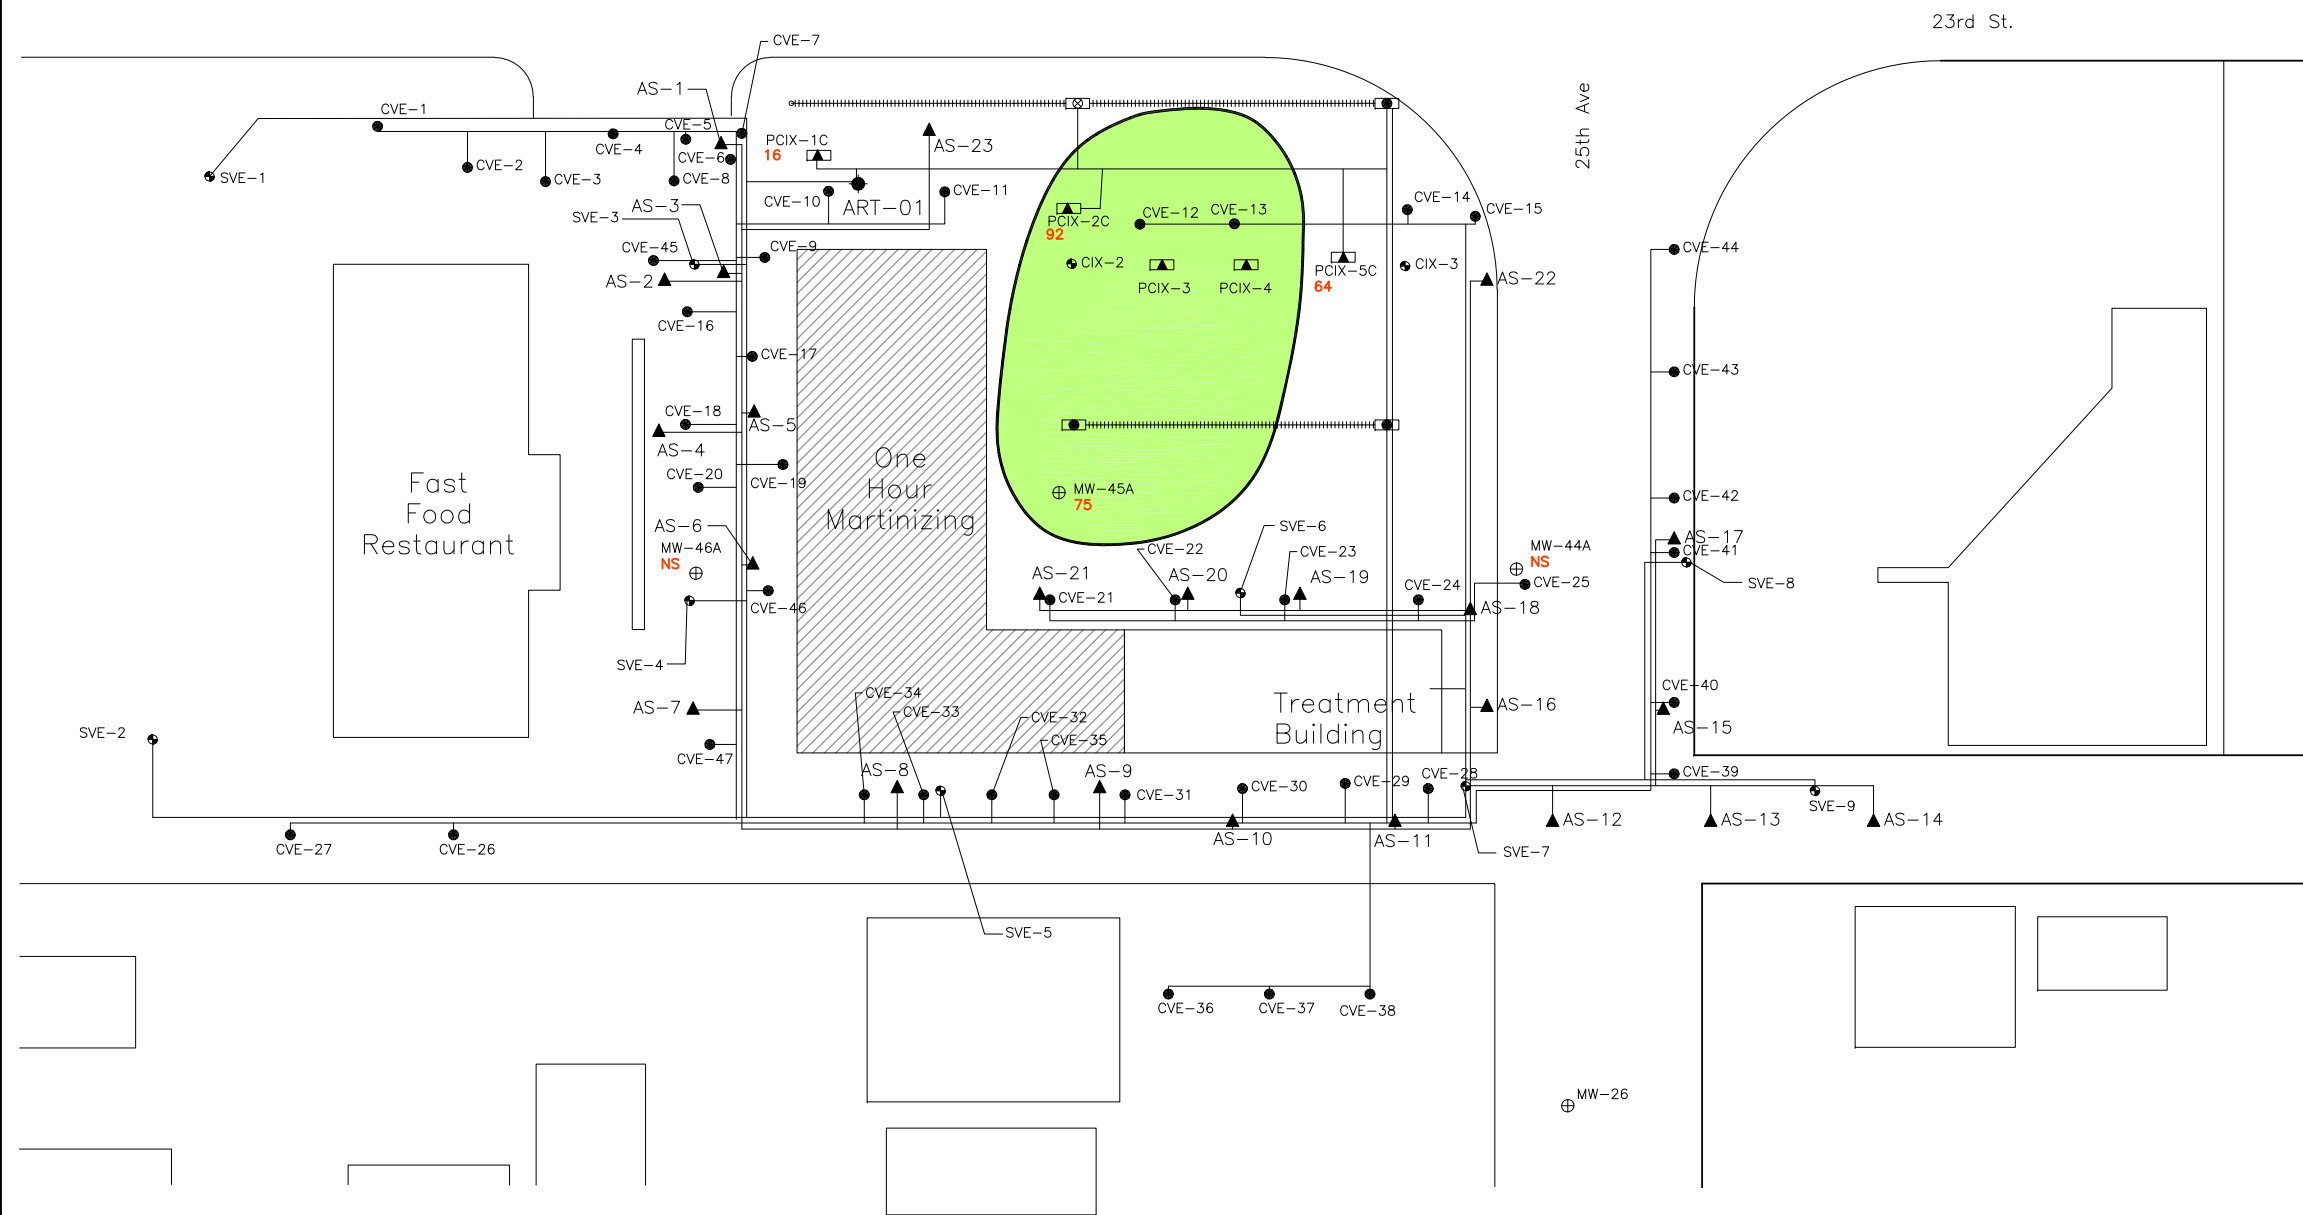 23rd St.
CVE-7
AS-1
25th Ave
CVE-1
CVE-5
PCIX-1C
16
AS-23
CVE-4
CVE-6
CVE-2
SVE-1
CVE-3
CVE-8
CVE-10
ART-01
CVE-11
AS-3
SVE-3
PCIX-2C
92
CVE-12
CVE-13
CVE-14
CVE-15
CVE-45
CVE-9
CVE-44
AS-2
CIX-2
PCIX-3
PCIX-4
PCIX-5C
64
CIX-3
AS-22
CVE-16
CVE-17
CVE-43
CVE-18
AS-5
AS-4
CVE-20
CVE-19
One
Hour
Martinizing
Fast
Food
Restaurant
MW-45A
75
CVE-42
AS-6
MW-46A
NS
SVE-6
CVE-22
CVE-23
MW-44A
NS
AS-17
CVE-41
AS-21
AS-20
AS-19
CVE-24
CVE-25
SVE-8
CVE-21
CVE-46
AS-18
SVE-4
CVE-34
CVE-40
AS-7
CVE-33
CVE-32
Treatment
Building
AS-16
AS-15
SVE-2
CVE-35
CVE-47
AS-8
AS-9
CVE-28
CVE-39
CVE-31
CVE-30
CVE-29
SVE-9
AS-12
AS-13
AS-14
CVE-27
CVE-26
AS-10
AS-11
SVE-7
SVE-5
CVE-36
CVE-37
CVE-38
MW-26